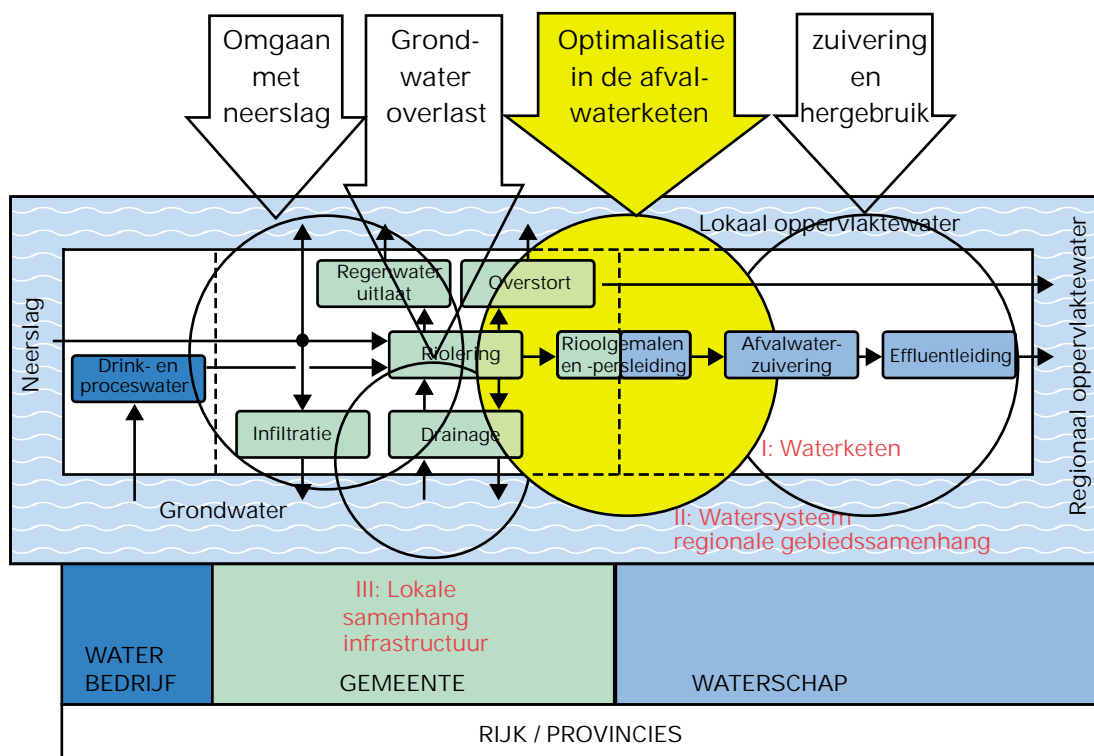 Omgaan
met
neerslag
Grond-
water
overlast
Optimalisatie
in de afval-
waterketen
zuivering
en
hergebruik
Lokaal oppervlaktewater
Regenwater
uitlaat
Overstort
Neerslag
Drink- en
proceswater
Riolering
Rioolgemalen
en -persleiding
Afvalwater-
zuivering
Effluentleiding
Regionaal oppervlaktewater
Infiltratie
Drainage
I: Waterketen
Grondwater
II: Watersysteem
regionale gebiedssamenhang
III: Lokale
samenhang
infrastructuur
WATER
BEDRIJF
GEMEENTE
WATERSCHAP
RIJK / PROVINCIES